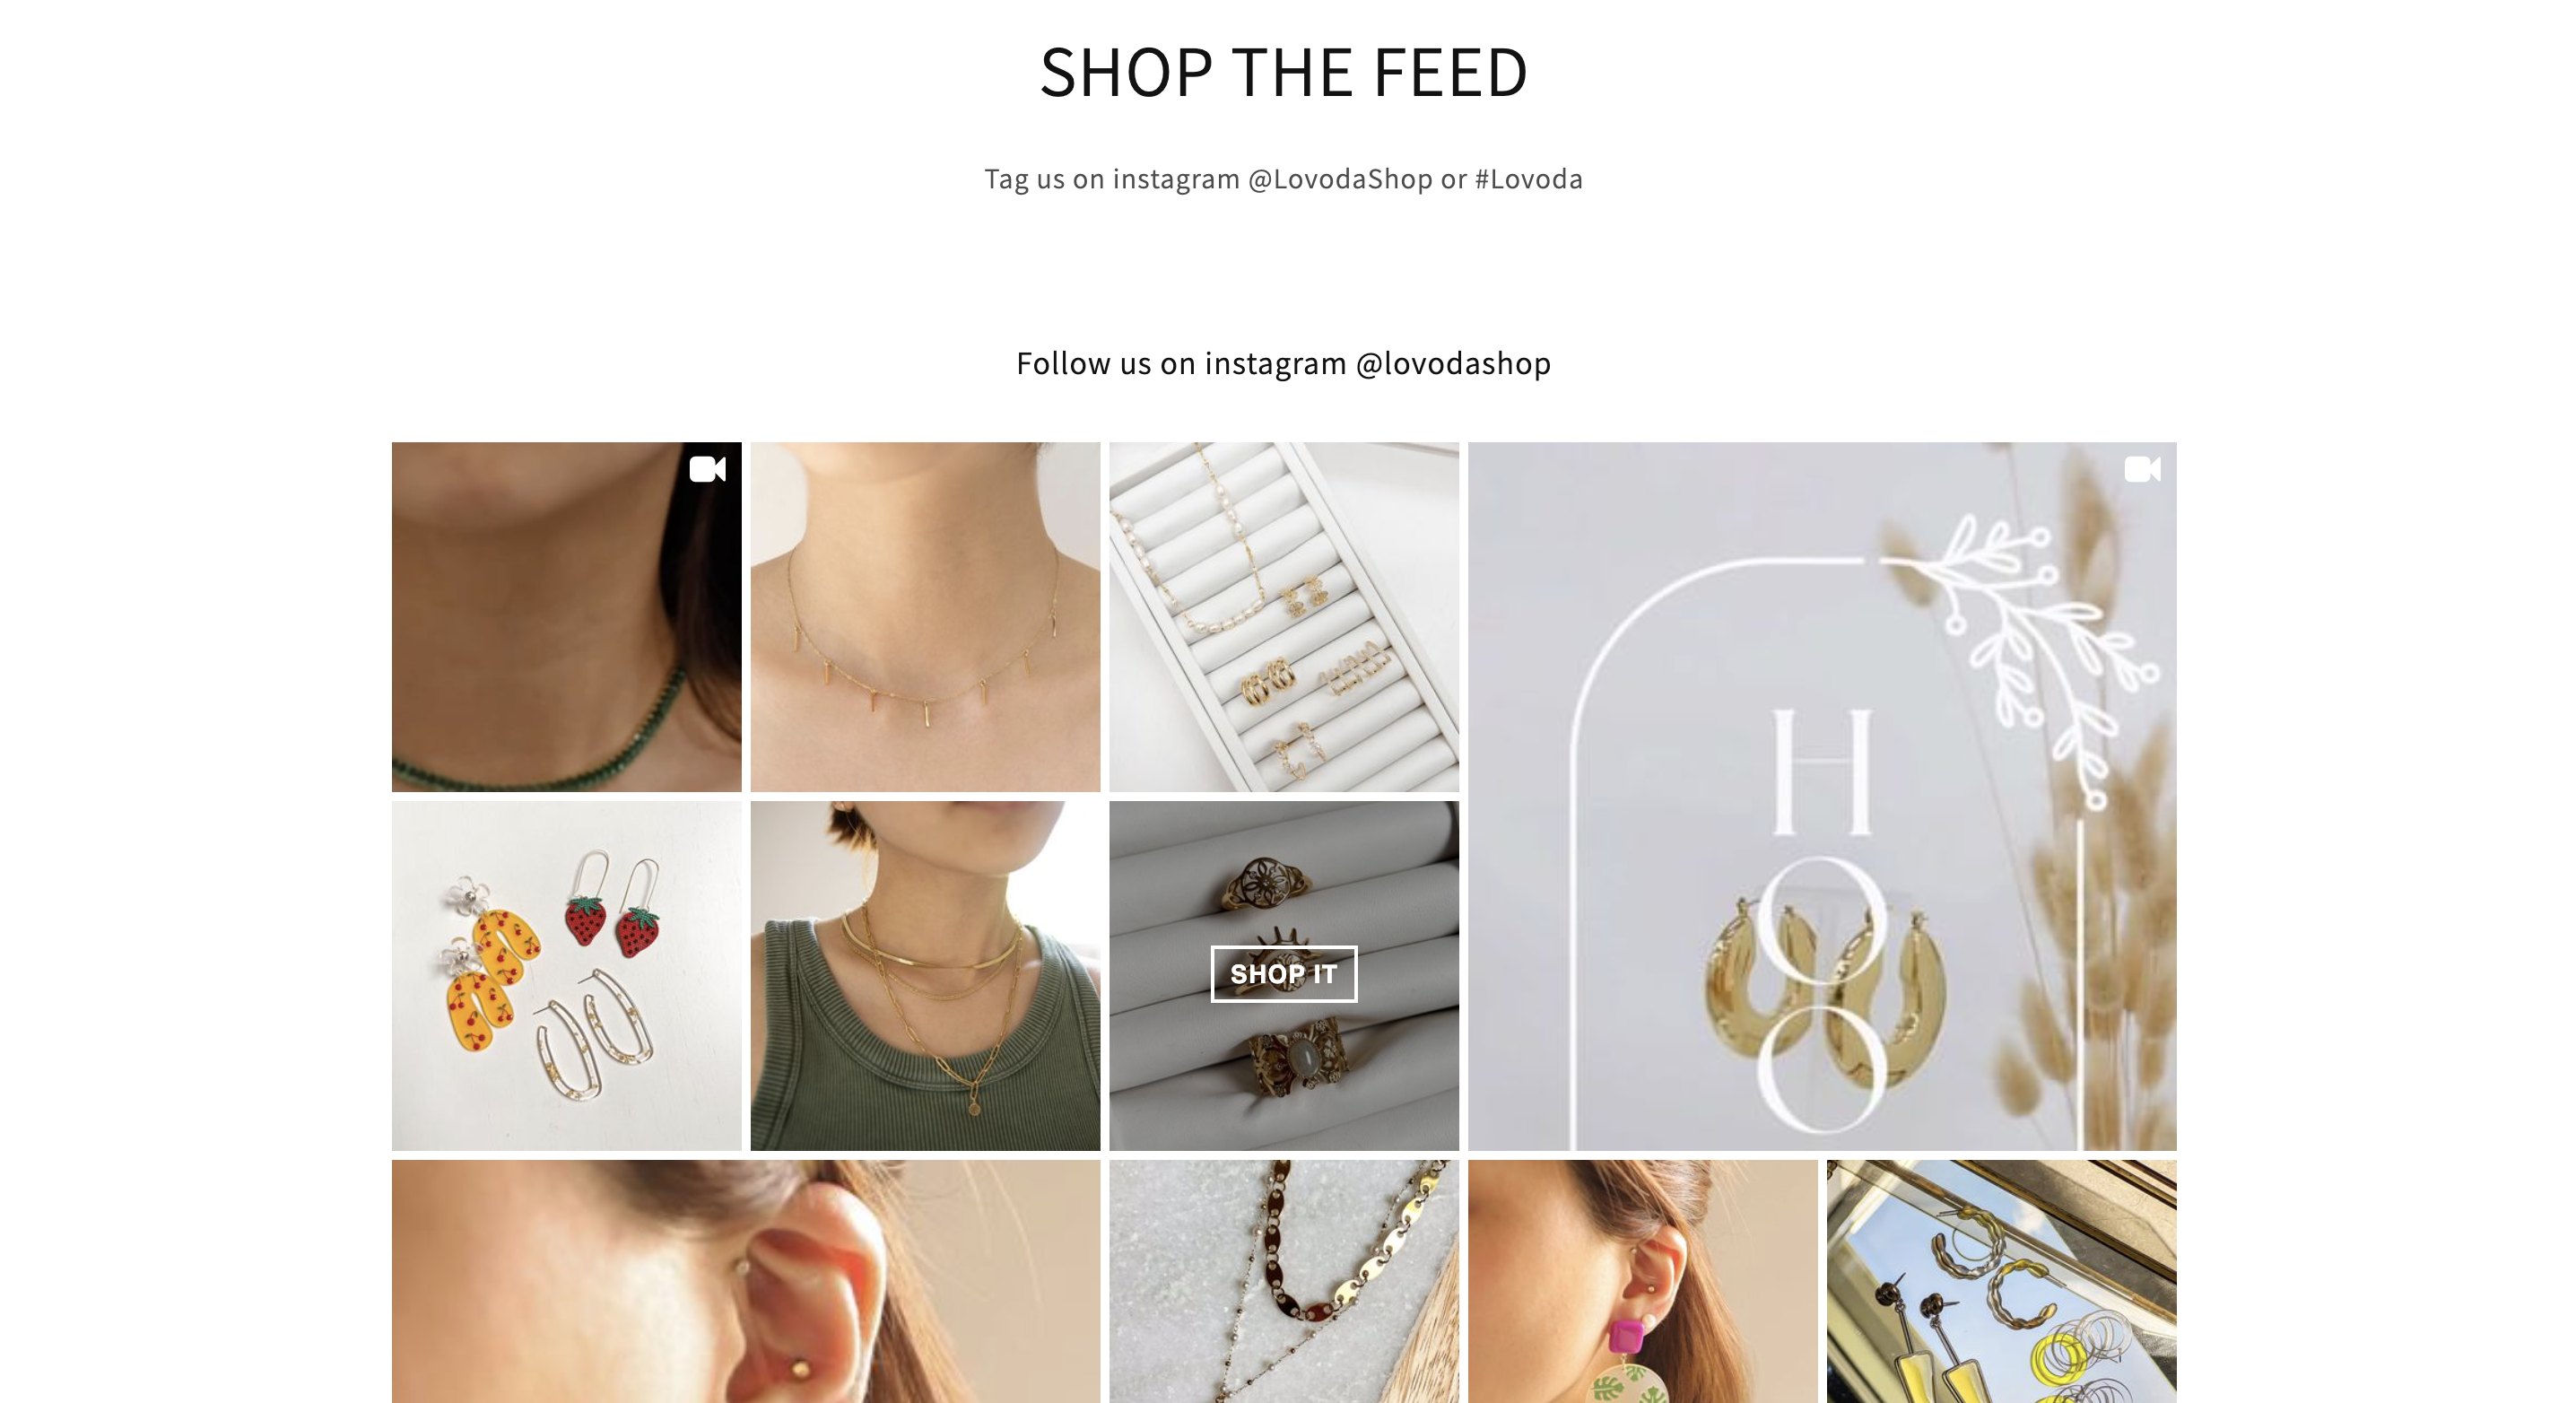 SHOP THE FEED
Tag us on instagram @LovodaShop or #Lovoda
Follow us on instagram @lovodashop
H
O
O
SHOP IT